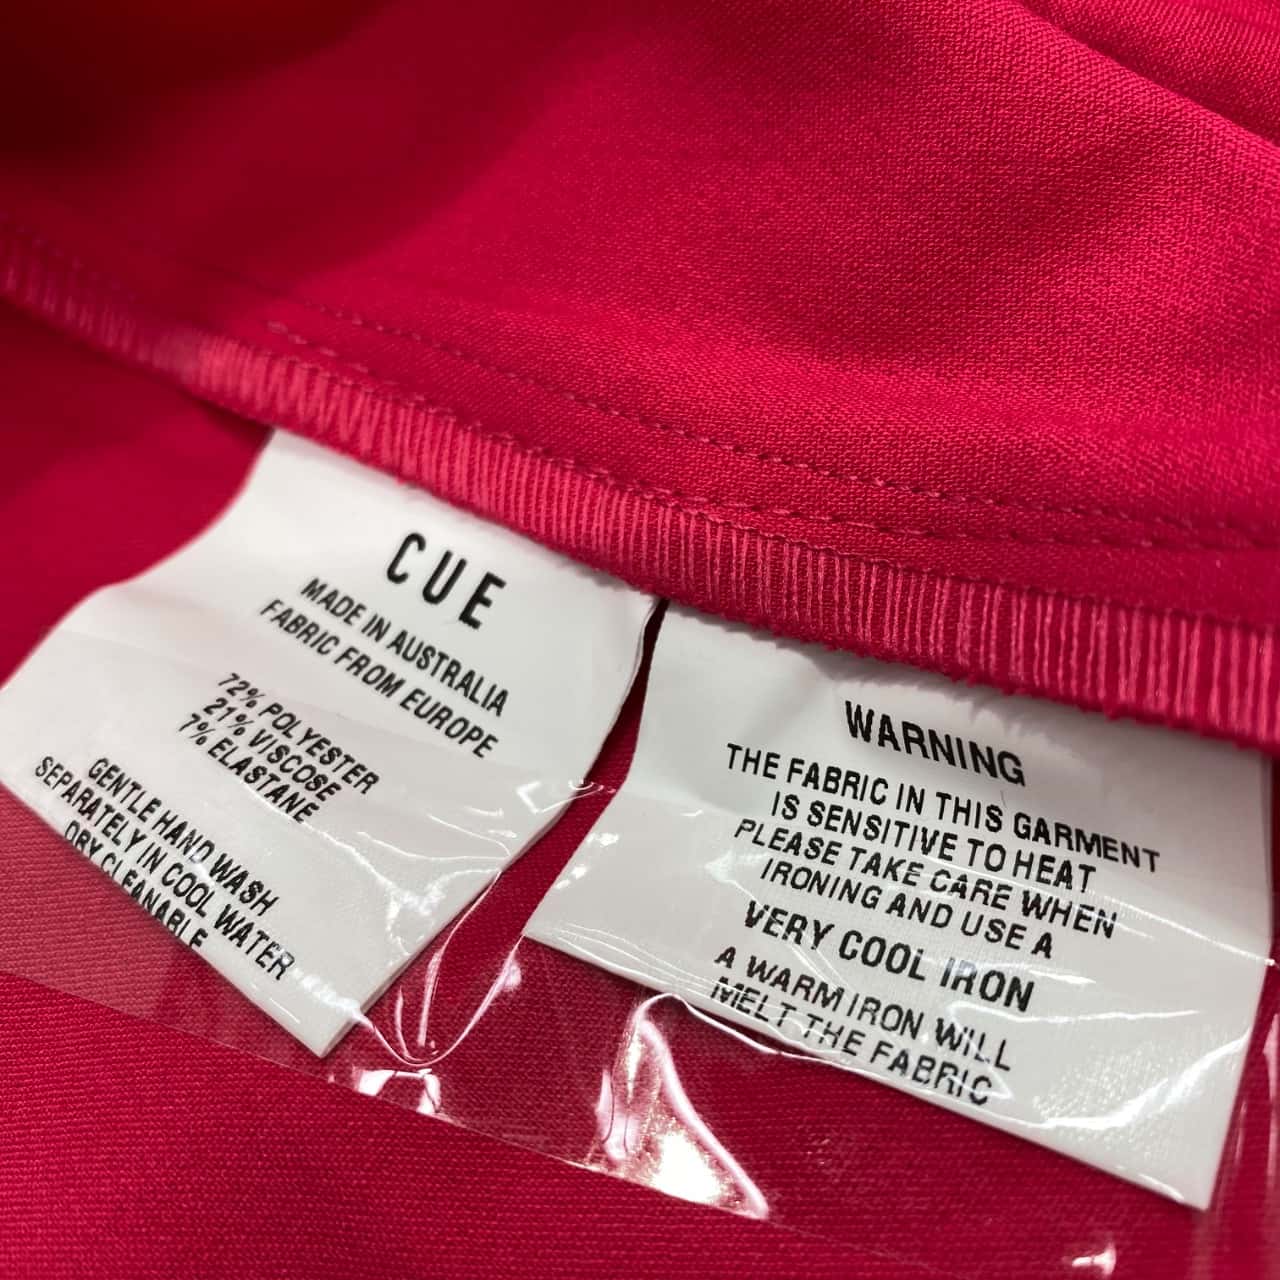 CUE
MADE IN AUSTRALIA
FABRIC FROM EUROPE
72% POLYESTER
21% VISCOSE
7% ELASTANE
GENTLE HAND WASH
SEPARATELY IN COOL WATER
DRY CLEANABLE
WARNING
THE FABRIC IN THIS GARMENT
IS SENSITIVE TO HEAT
PLEASE TAKE CARE WHEN
IRONING AND USE A
VERY COOL IRON
A WARM IRON WILL
MELT THE FABRIC